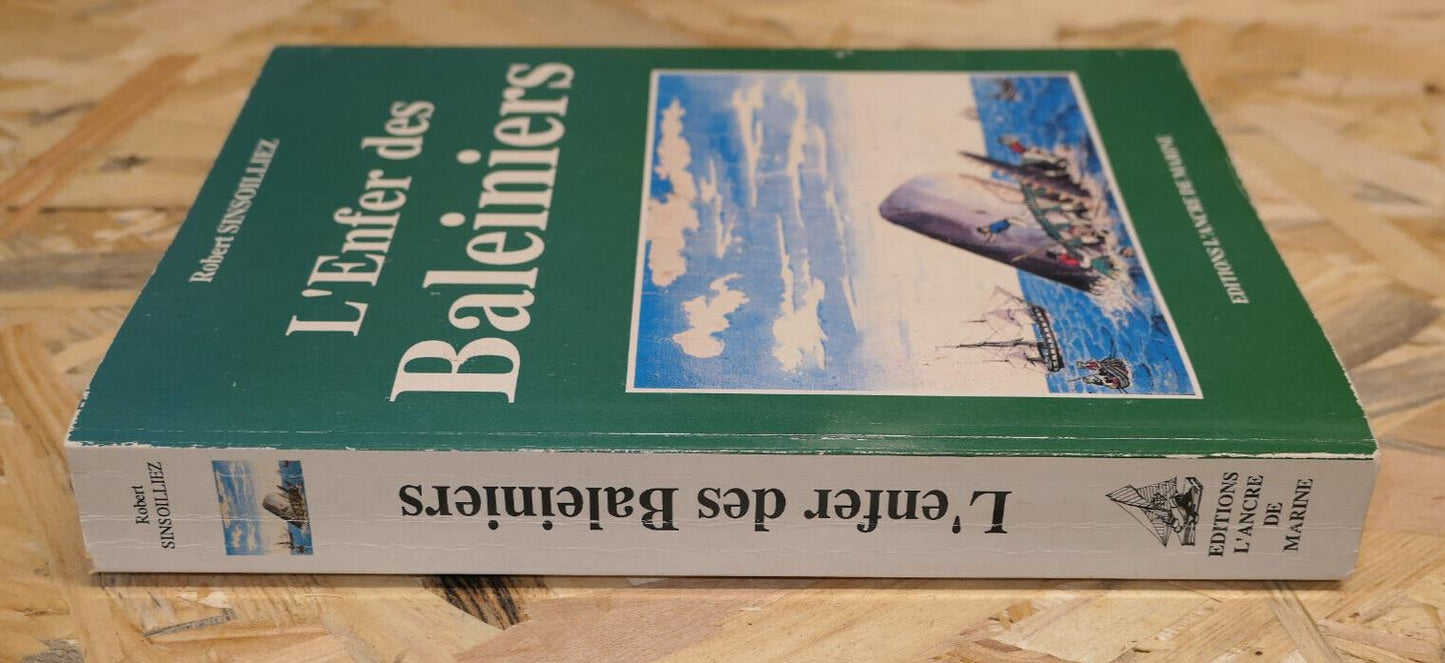 Robert SINSOILLIEZ
L'Enfer des
Baleiniers
EDITIONS L'ANCRE DE MARINE
Robert
SINSOILLIEZ
L'enfer des Baleiniers
EDITIONS
L'ANCRE
DE
MARINE